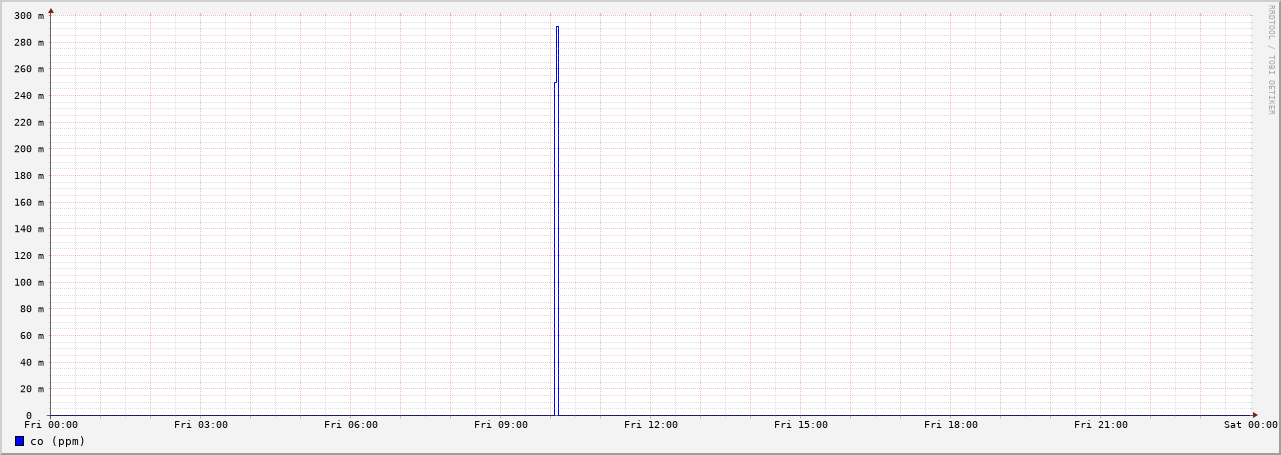 RRDTOOL / TOBI OETIKER
300 m
280 m
260 m
240 m
220 m
200 m
180 m
160 m
140 m
120 m
100 m
80 m
60 m
40 m
20 m
0
Fri 00:00 Fri 03:00 Fri 06:00 Fri 09:00 Fri 12:00 Fri 15:00 Fri 18:00 Fri 21:00 Sat 00:00
co (ppm)